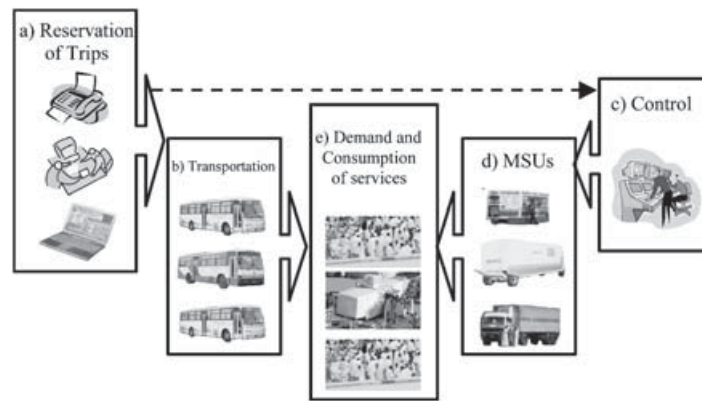 a) Reservation
of Trips
b) Transportation
e) Demand and
Consumption
of services
d) MSUs
c) Control